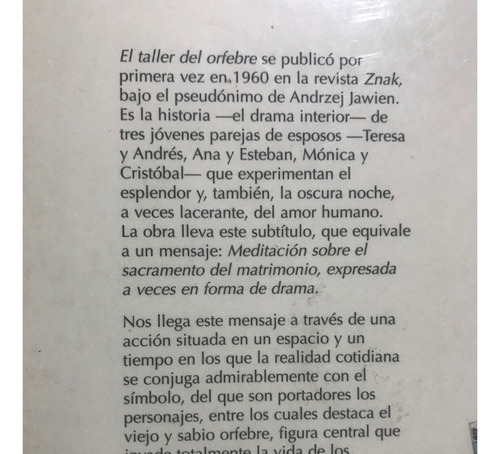 El taller del orfebre se publicó por
primera vez en 1960 en la revista Znak,
bajo el pseudónimo de Andrzej Jawien.
Es la historia —el drama interior— de
tres jóvenes parejas de esposos —Teresa
y Andrés, Ana y Esteban, Mónica y
Cristóbal— que experimentan el
esplendor y, también, la oscura noche,
a veces lacerante, del amor humano.
La obra lleva este subtítulo, que equivale
a un mensaje: Meditación sobre el
sacramento del matrimonio, expresada
a veces en forma de drama.
Nos llega este mensaje a través de una
acción situada en un espacio y un
tiempo en los que la realidad cotidiana
se conjuga admirablemente con el
símbolo, del que son portadores los
personajes, entre los cuales destaca el
viejo y sabio orfebre, figura central que
invade totalmente la vida de los